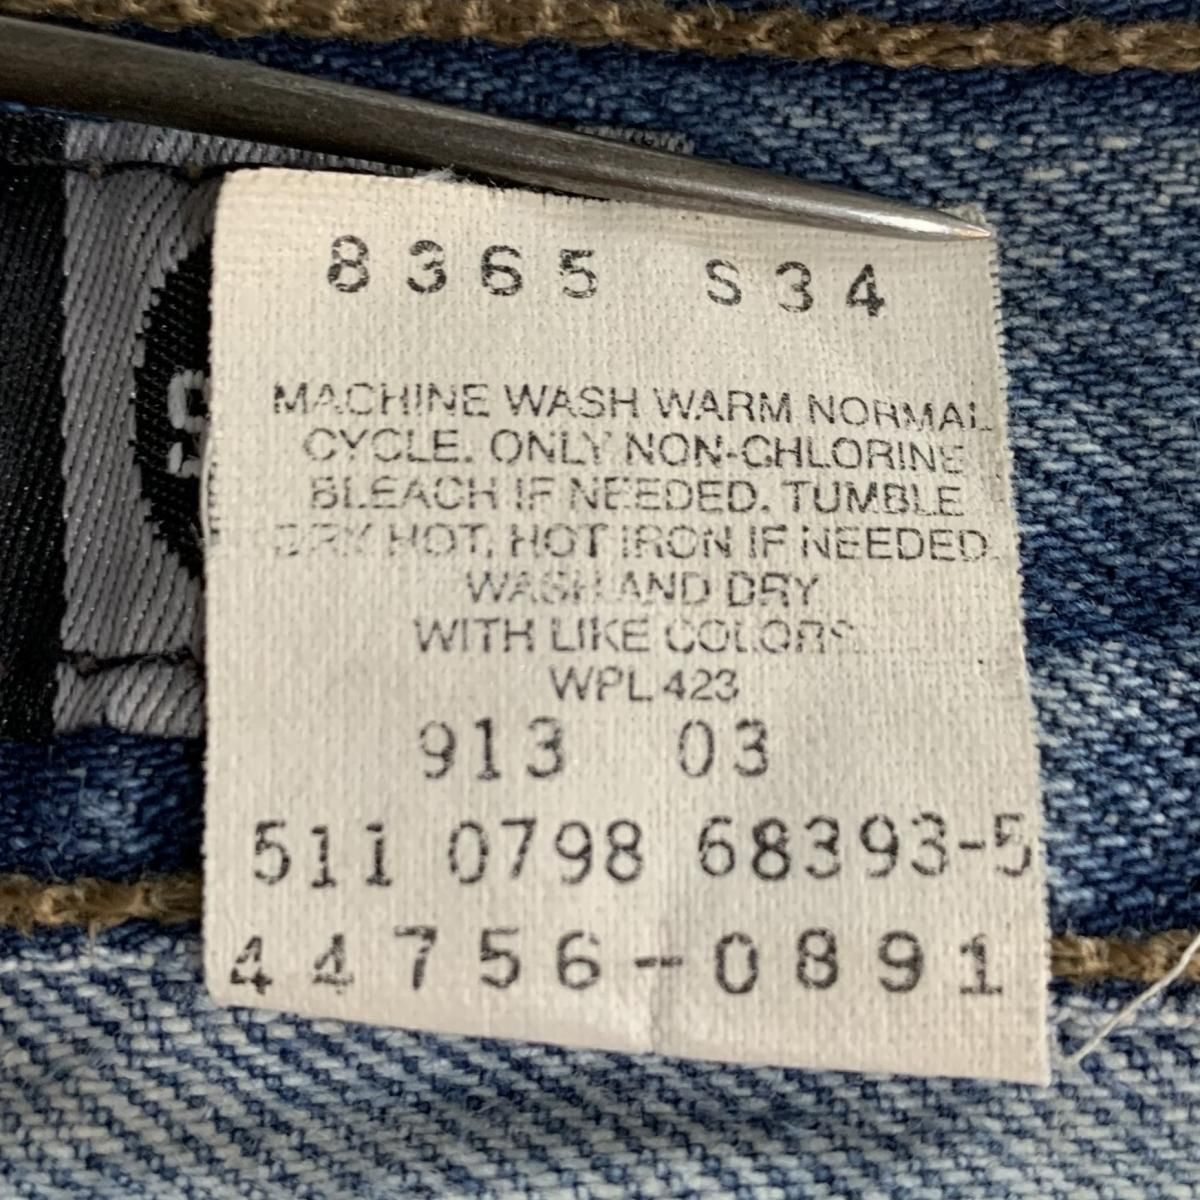 8365 S34
MACHINE WASH WARM NORMAL
CYCLE. ONLY NON-CHLORINE
BLEACH IF NEEDED. TUMBLE
DRY HOT, HOT IRON IF NEEDED.
WASH AND DRY
WITH LIKE COLORS
WPL 423
913 03
511 0798 68393-5
44756-0891